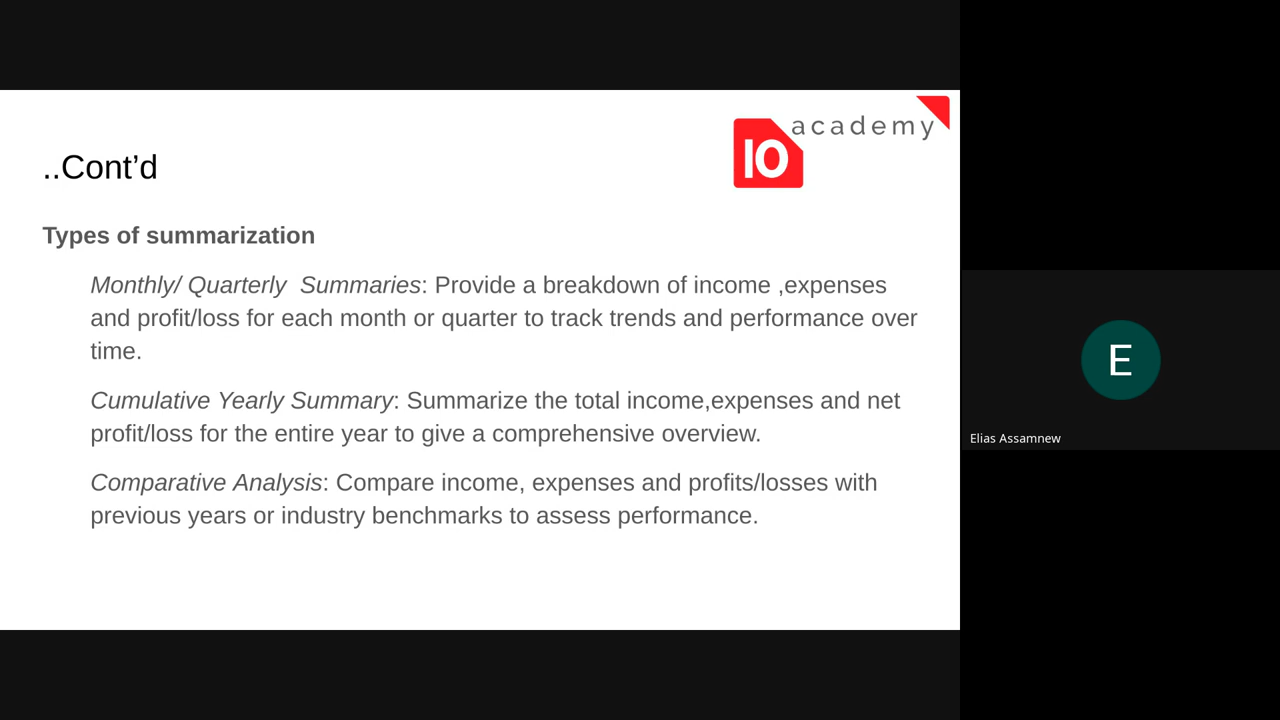 academy
10
..Cont’d
Types of summarization
Monthly/ Quarterly  Summaries: Provide a breakdown of income ,expenses
and profit/loss for each month or quarter to track trends and performance over
time.
Cumulative Yearly Summary: Summarize the total income,expenses and net
profit/loss for the entire year to give a comprehensive overview.
Comparative Analysis: Compare income, expenses and profits/losses with
previous years or industry benchmarks to assess performance.
E
Elias Assamnew